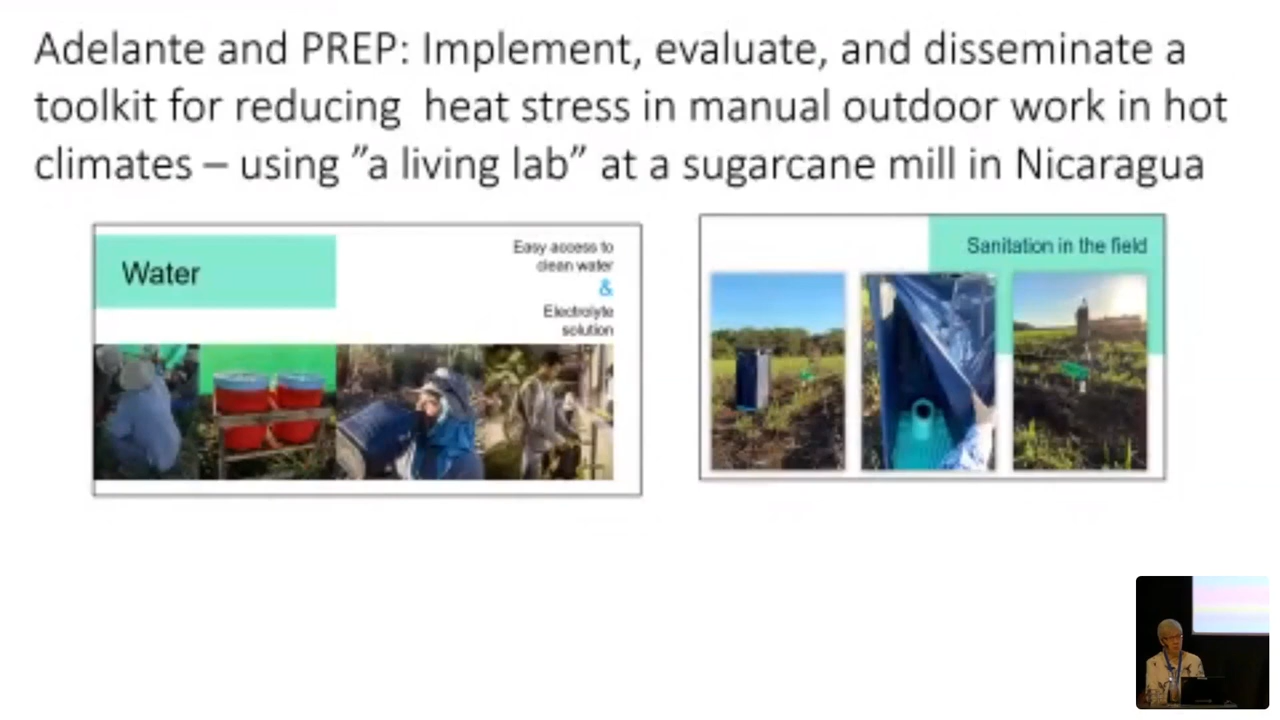 Adelante and PREP: Implement, evaluate, and disseminate a
toolkit for reducing heat stress in manual outdoor work in hot
climates – using ”a living lab” at a sugarcane mill in Nicaragua
Water
Easy access to
clean water
&
Electrolyte
solution
Sanitation in the field